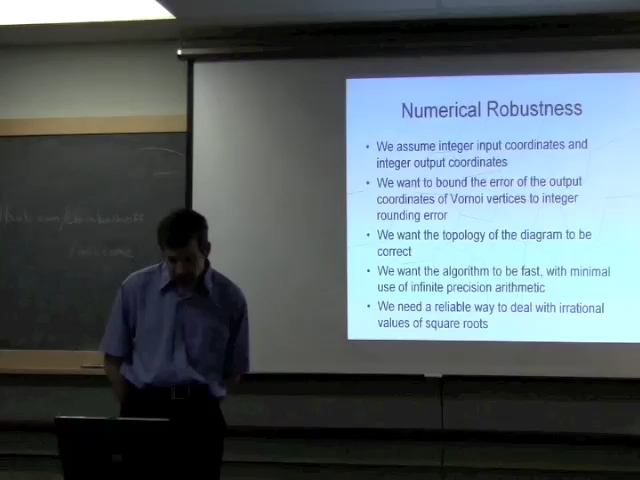 Numerical Robustness
• We assume integer input coordinates and
integer output coordinates
• We want to bound the error of the output
coordinates of Vornoi vertices to integer
rounding error
• We want the topology of the diagram to be
correct
• We want the algorithm to be fast, with minimal
use of infinite precision arithmetic
• We need a reliable way to deal with irrational
values of square roots